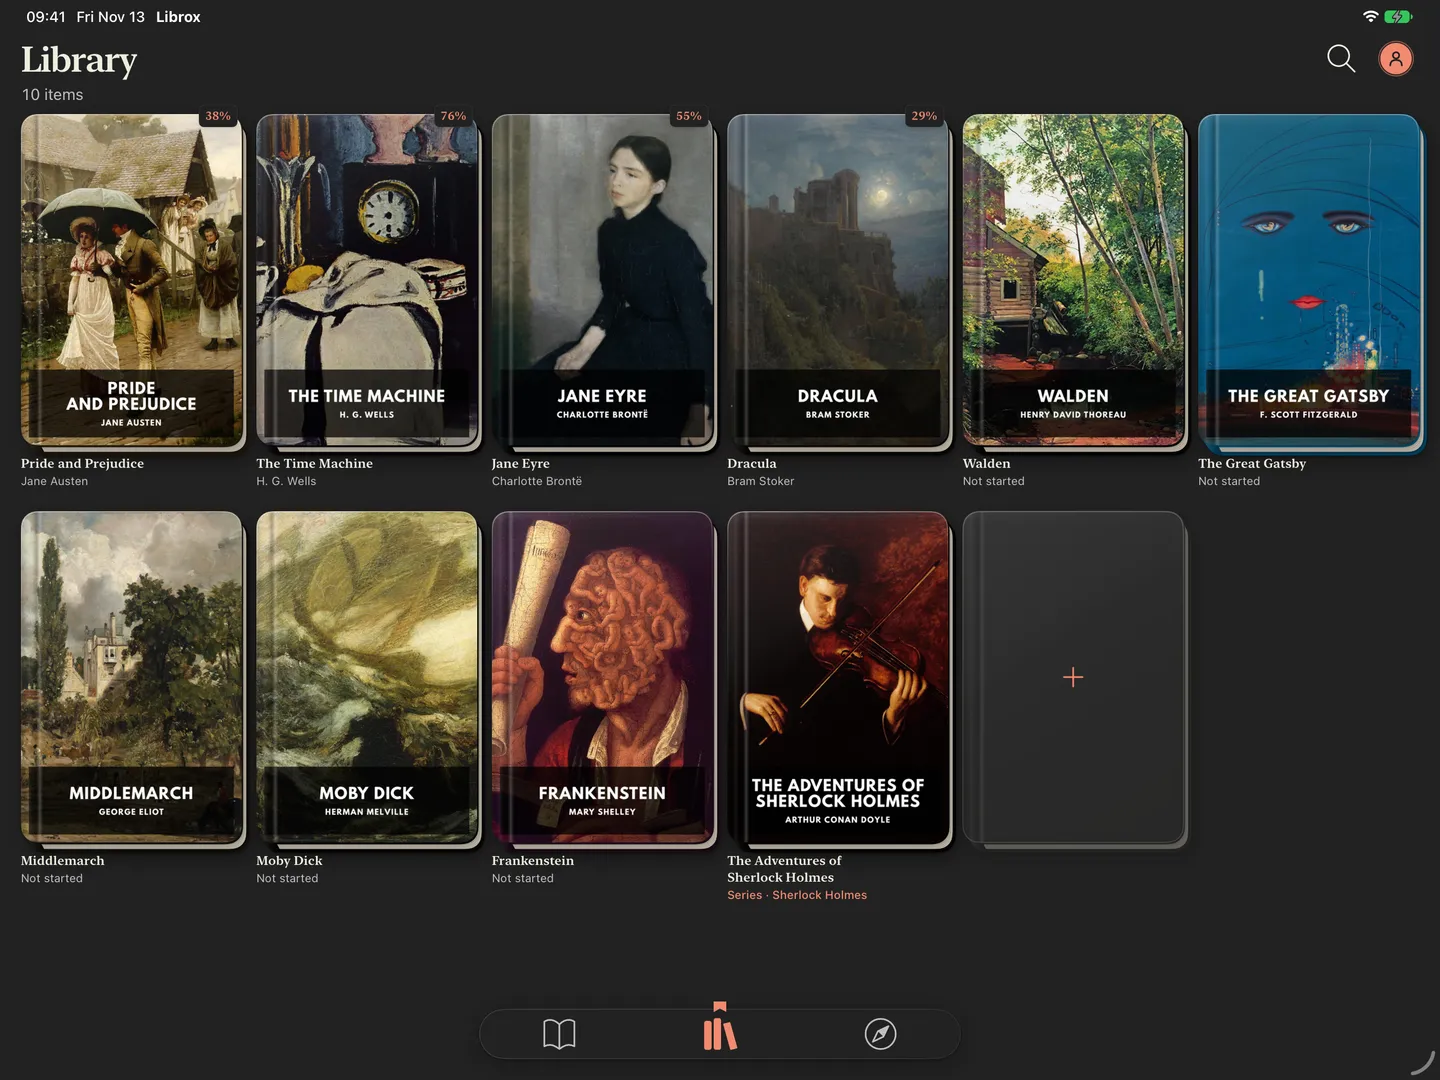 09:41 Fri Nov 13 Librox
Library
10 items
38%
76%
55%
29%
PRIDE
AND PREJUDICE
JANE AUSTEN
THE TIME MACHINE
H. G. WELLS
JANE EYRE
CHARLOTTE BRONTË
DRACULA
BRAM STOKER
WALDEN
HENRY DAVID THOREAU
THE GREAT GATSBY
F. SCOTT FITZGERALD
Pride and Prejudice
Jane Austen
The Time Machine
H. G. Wells
Jane Eyre
Charlotte Brontë
Dracula
Bram Stoker
Walden
Not started
The Great Gatsby
Not started
MIDDLEMARCH
GEORGE ELIOT
MOBY DICK
HERMAN MELVILLE
FRANKENSTEIN
MARY SHELLEY
THE ADVENTURES OF
SHERLOCK HOLMES
ARTHUR CONAN DOYLE
Middlemarch
Not started
Moby Dick
Not started
Frankenstein
Not started
The Adventures of
Sherlock Holmes
Series · Sherlock Holmes